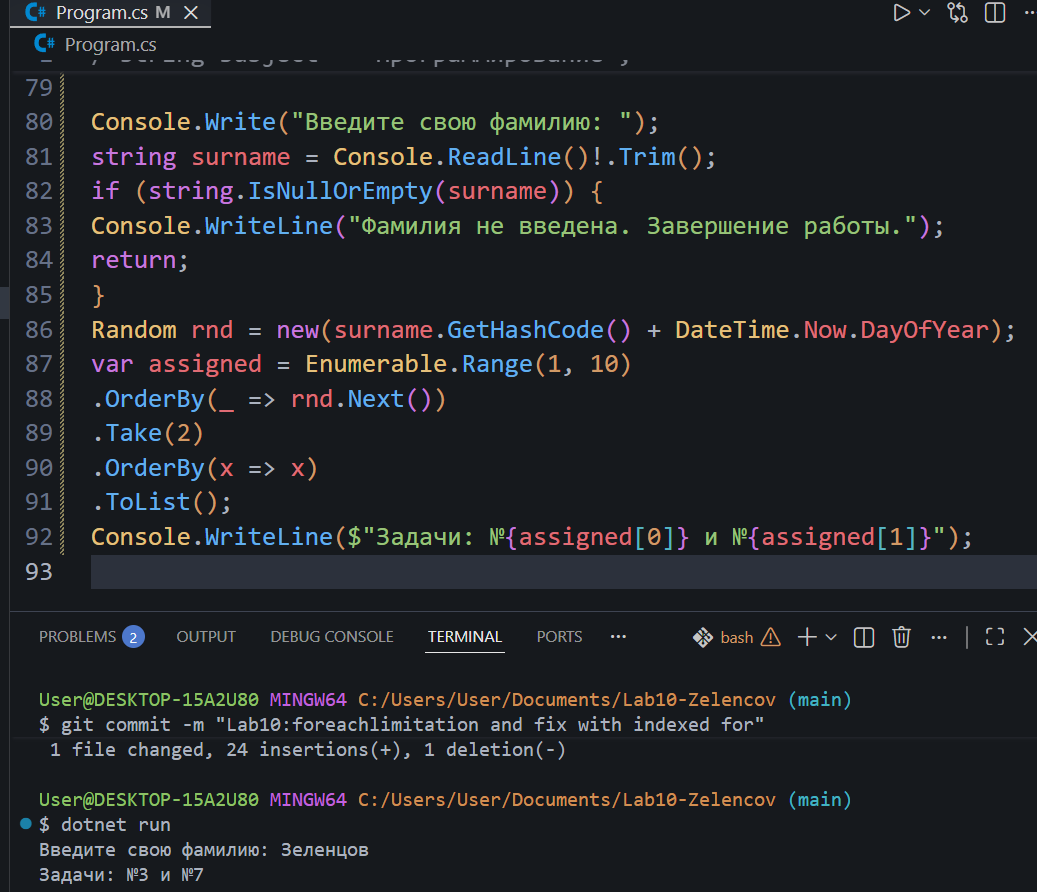 Program.cs M
Program.cs
79
80 Console.Write("Введите свою фамилию: ");
81 string surname = Console.ReadLine()!.Trim();
82 if (string.IsNullOrEmpty(surname)) {
83 Console.WriteLine("Фамилия не введена. Завершение работы.");
84 return;
85 }
86 Random rnd = new(surname.GetHashCode() + DateTime.Now.DayOfYear);
87 var assigned = Enumerable.Range(1, 10)
88 .OrderBy(_ => rnd.Next())
89 .Take(2)
90 .OrderBy(x => x)
91 .ToList();
92 Console.WriteLine($"Задачи: №{assigned[0]} и №{assigned[1]}");
93
PROBLEMS 2 OUTPUT DEBUG CONSOLE TERMINAL PORTS ··· bash
User@DESKTOP-15A2U80 MINGW64 C:/Users/User/Documents/Lab10-Zelencov (main)
$ git commit -m "Lab10:foreachlimitation and fix with indexed for"
1 file changed, 24 insertions(+), 1 deletion(-)
User@DESKTOP-15A2U80 MINGW64 C:/Users/User/Documents/Lab10-Zelencov (main)
$ dotnet run
Введите свою фамилию: Зеленцов
Задачи: №3 и №7